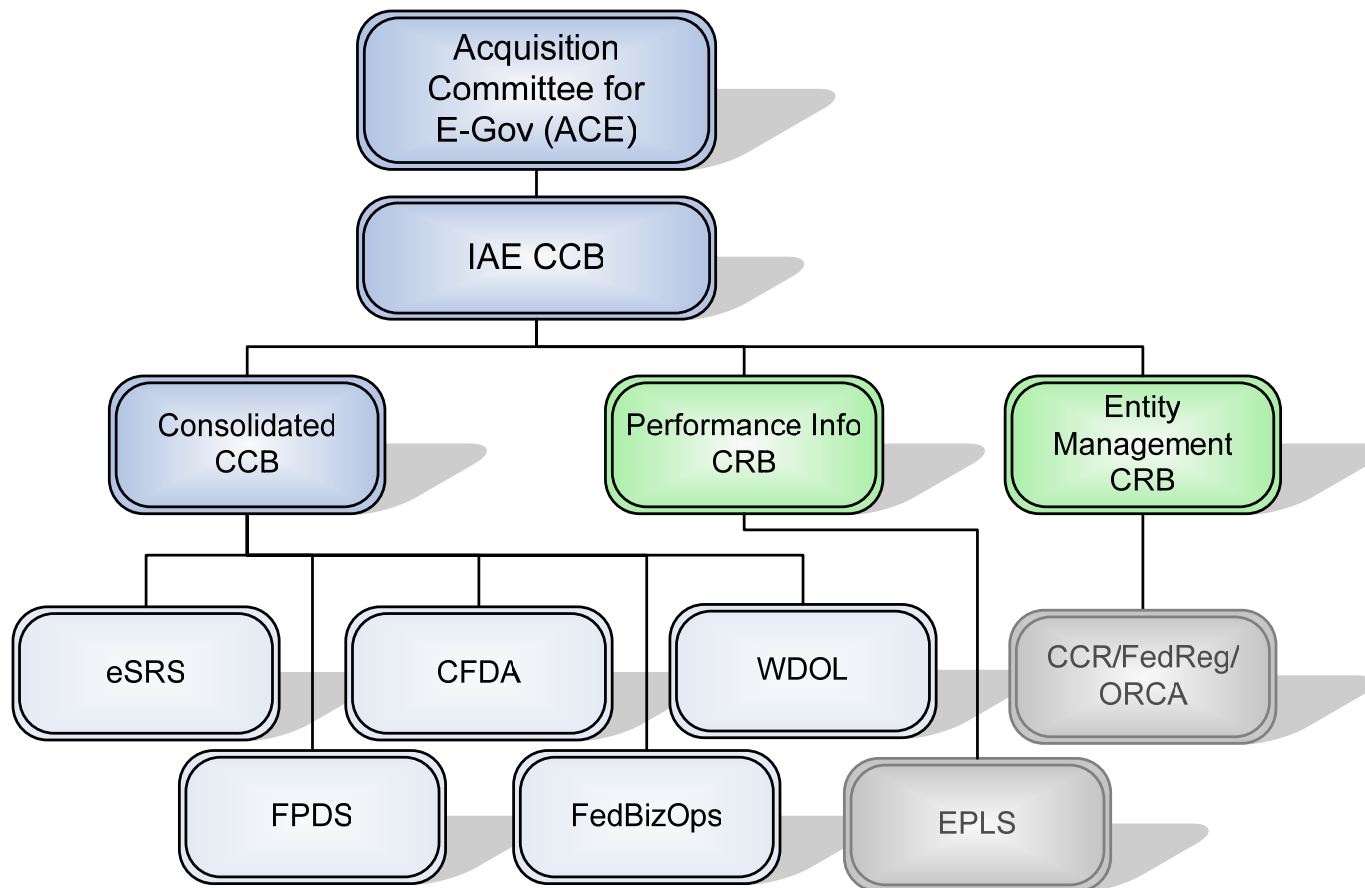 Acquisition
Committee for
E-Gov (ACE)
IAE CCB
Consolidated
CCB
Performance Info
CRB
Entity
Management
CRB
eSRS
CFDA
WDOL
CCR/FedReg/
ORCA
FPDS
FedBizOps
EPLS